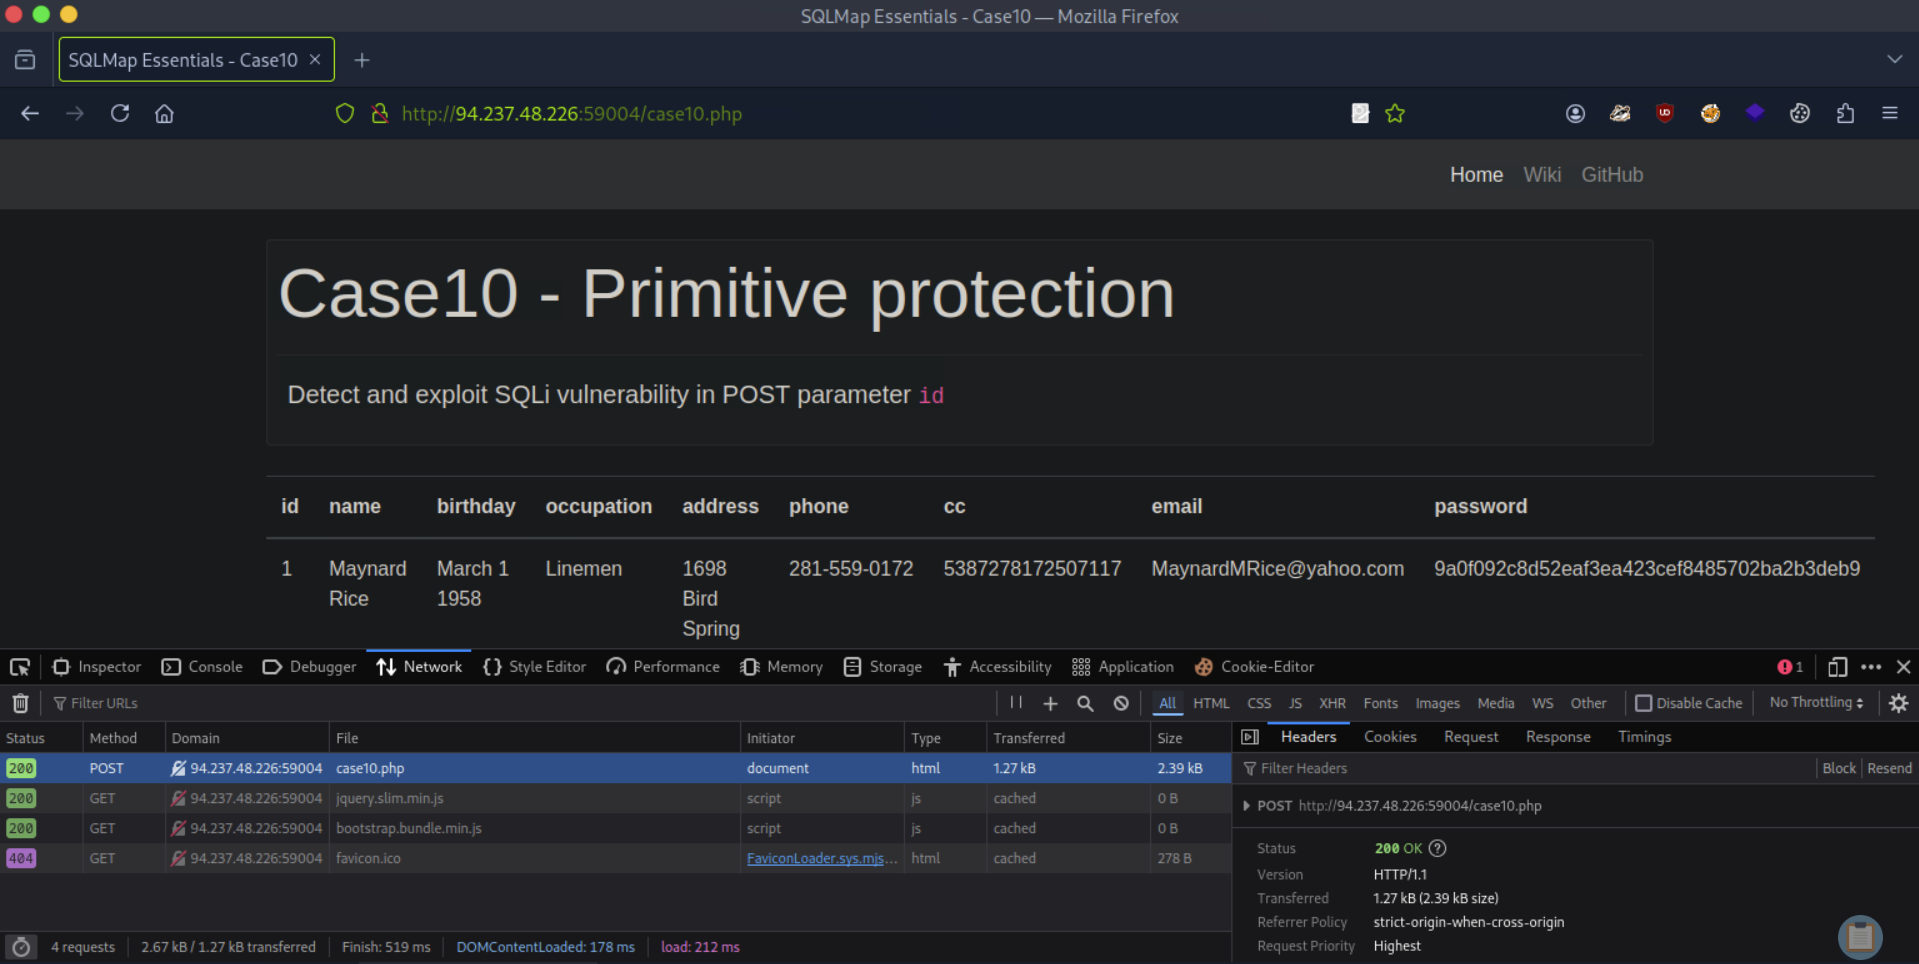 SQLMap Essentials - Case10 — Mozilla Firefox
SQLMap Essentials - Case10
http://94.237.48.226:59004/case10.php
Home Wiki GitHub
Case10 - Primitive protection
Detect and exploit SQLi vulnerability in POST parameter id
id name birthday occupation address phone cc email password
1 Maynard March 1 Linemen 1698 281-559-0172 5387278172507117 MaynardMRice@yahoo.com 9a0f092c8d52eaf3ea423cef8485702ba2b3deb9
Rice 1958 Bird
Spring
Inspector Console Debugger Network Style Editor Performance Memory Storage Accessibility Application Cookie-Editor 1
Filter URLs All HTML CSS JS XHR Fonts Images Media WS Other Disable Cache No Throttling
Status Method Domain File Initiator Type Transferred Size
200 POST 94.237.48.226:59004 case10.php document html 1.27 kB 2.39 kB
200 GET 94.237.48.226:59004 jquery.slim.min.js script js cached 0 B
200 GET 94.237.48.226:59004 bootstrap.bundle.min.js script js cached 0 B
404 GET 94.237.48.226:59004 favicon.ico FaviconLoader.sys.mjs... html cached 278 B
Headers Cookies Request Response Timings
Filter Headers Block Resend
POST http://94.237.48.226:59004/case10.php
Status 200 OK
Version HTTP/1.1
Transferred 1.27 kB (2.39 kB size)
Referrer Policy strict-origin-when-cross-origin
Request Priority Highest
4 requests 2.67 kB / 1.27 kB transferred Finish: 519 ms DOMContentLoaded: 178 ms load: 212 ms